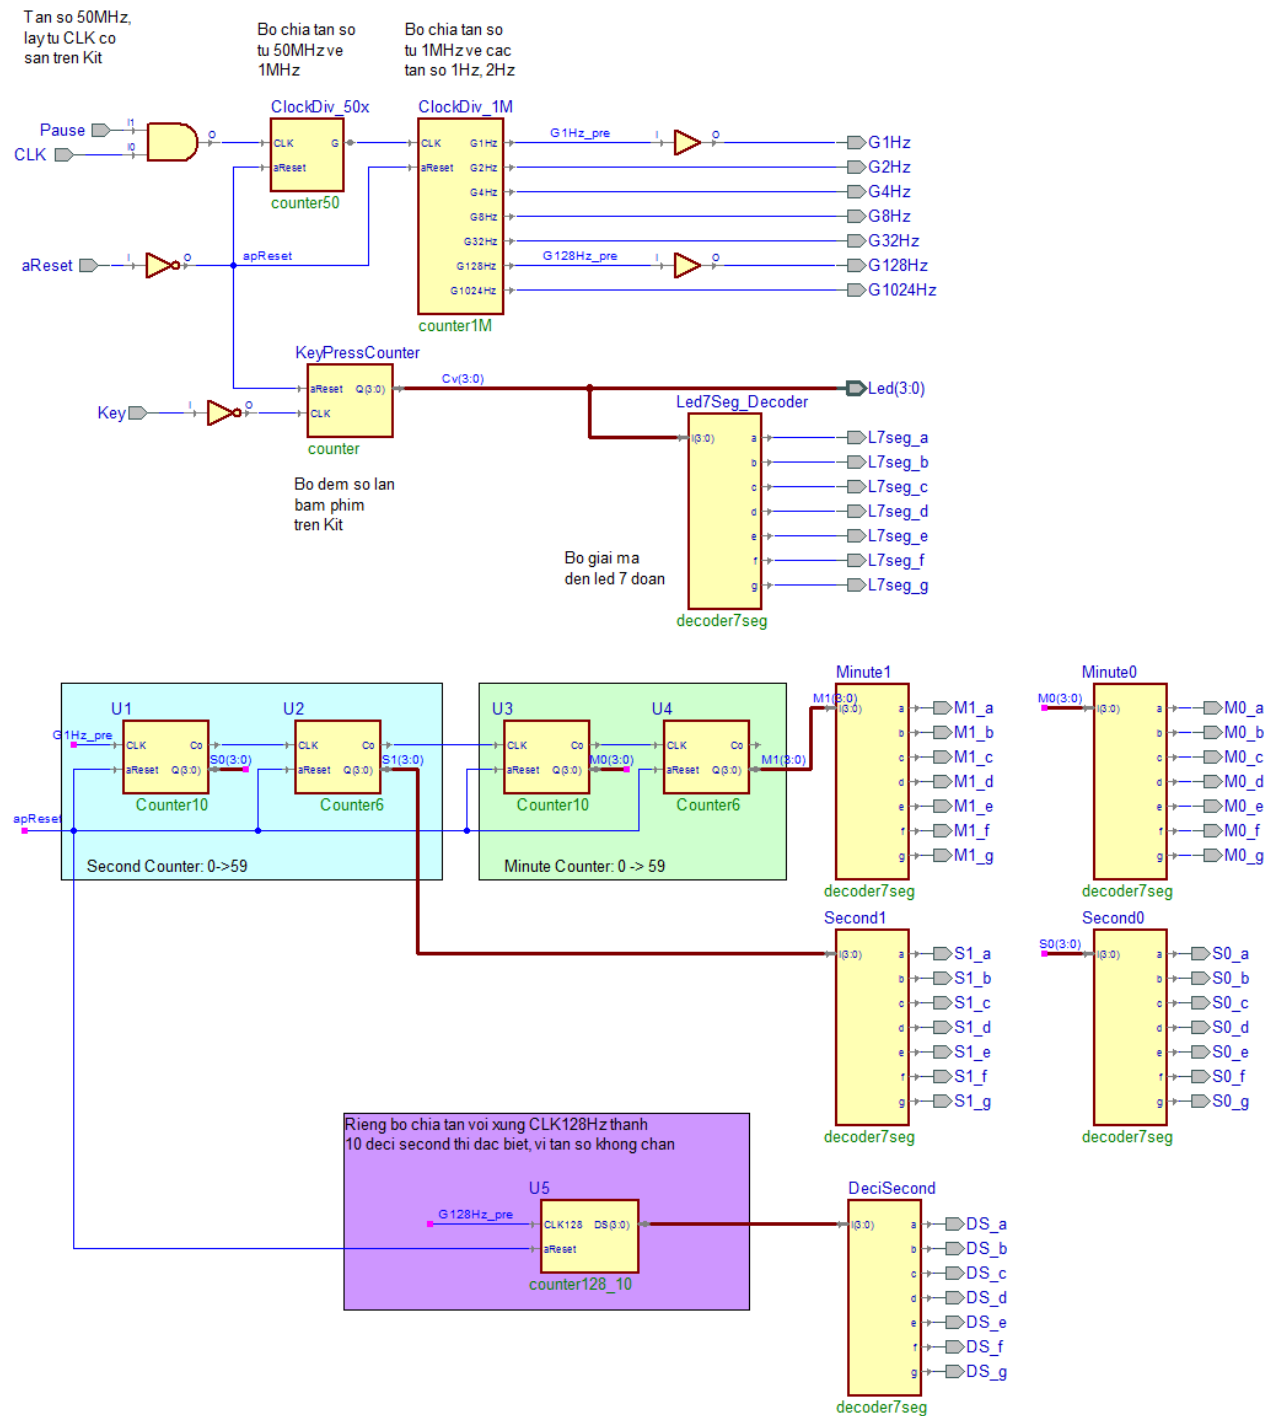 Tan so 50MHz,
lay tu CLK co
san tren Kit
Bo chia tan so
tu 50MHz ve
1MHz
Bo chia tan so
tu 1MHz ve cac
tan so 1Hz, 2Hz
ClockDiv_50x
ClockDiv_1M
Pause I1 O
CLK I0
CLK G
aReset
counter50
CLK G1Hz
aReset G2Hz
G4Hz
G8Hz
G32Hz
G128Hz
G1024Hz
counter1M
G1Hz_pre I O G1Hz
G2Hz
G4Hz
G8Hz
G32Hz
G128Hz_pre I O G128Hz
G1024Hz
aReset I O apReset
KeyPressCounter
aReset Q(3:0)
CLK
counter
Cv(3:0)
Led(3:0)
Key I O
Bo dem so lan
bam phim
tren Kit
Led7Seg_Decoder
I(3:0) a L7seg_a
b L7seg_b
c L7seg_c
d L7seg_d
e L7seg_e
f L7seg_f
g L7seg_g
decoder7seg
Bo giai ma
den led 7 doan
U1
G1Hz_pre
CLK Co
aReset Q(3:0)
S0(3:0)
Counter10
U2
CLK Co
aReset Q(3:0)
S1(3:0)
Counter6
apReset
Second Counter: 0->59
U3
CLK Co
aReset Q(3:0)
M0(3:0)
Counter10
U4
CLK Co
aReset Q(3:0)
M1(3:0)
Counter6
Minute Counter: 0 -> 59
Minute1
M1(3:0)
I(3:0) a M1_a
b M1_b
c M1_c
d M1_d
e M1_e
f M1_f
g M1_g
decoder7seg
Minute0
M0(3:0)
I(3:0) a M0_a
b M0_b
c M0_c
d M0_d
e M0_e
f M0_f
g M0_g
decoder7seg
Second1
I(3:0) a S1_a
b S1_b
c S1_c
d S1_d
e S1_e
f S1_f
g S1_g
decoder7seg
Second0
S0(3:0)
I(3:0) a S0_a
b S0_b
c S0_c
d S0_d
e S0_e
f S0_f
g S0_g
decoder7seg
Rieng bo chia tan voi xung CLK128Hz thanh
10 deci second thi dac biet, vi tan so khong chan
U5
G128Hz_pre
CLK128 DS(3:0)
aReset
counter128_10
DeciSecond
I(3:0) a DS_a
b DS_b
c DS_c
d DS_d
e DS_e
f DS_f
g DS_g
decoder7seg